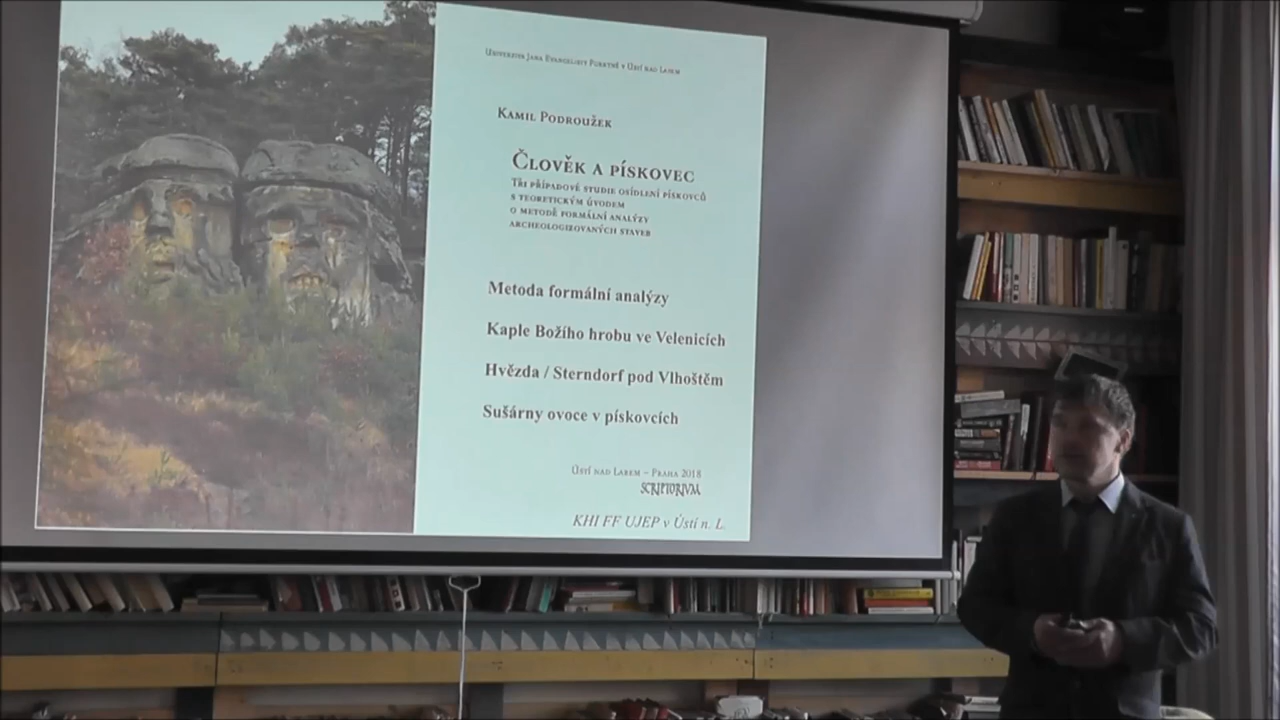 Univerzita Jana Evangelisty Purkyně v Ústí nad Labem
Kamil Podroužek
Člověk a pískovec
Tři případové studie osídlení pískovců
s teoretickým úvodem
o metodě formální analýzy
archeologizovaných staveb
Metoda formální analýzy
Kaple Božího hrobu ve Velenicích
Hvězda / Sterndorf pod Vlhoštěm
Sušárny ovoce v pískovcích
Ústí nad Labem – Praha 2018
SCRIPTORIUM
KHI FF UJEP v Ústí n. L.